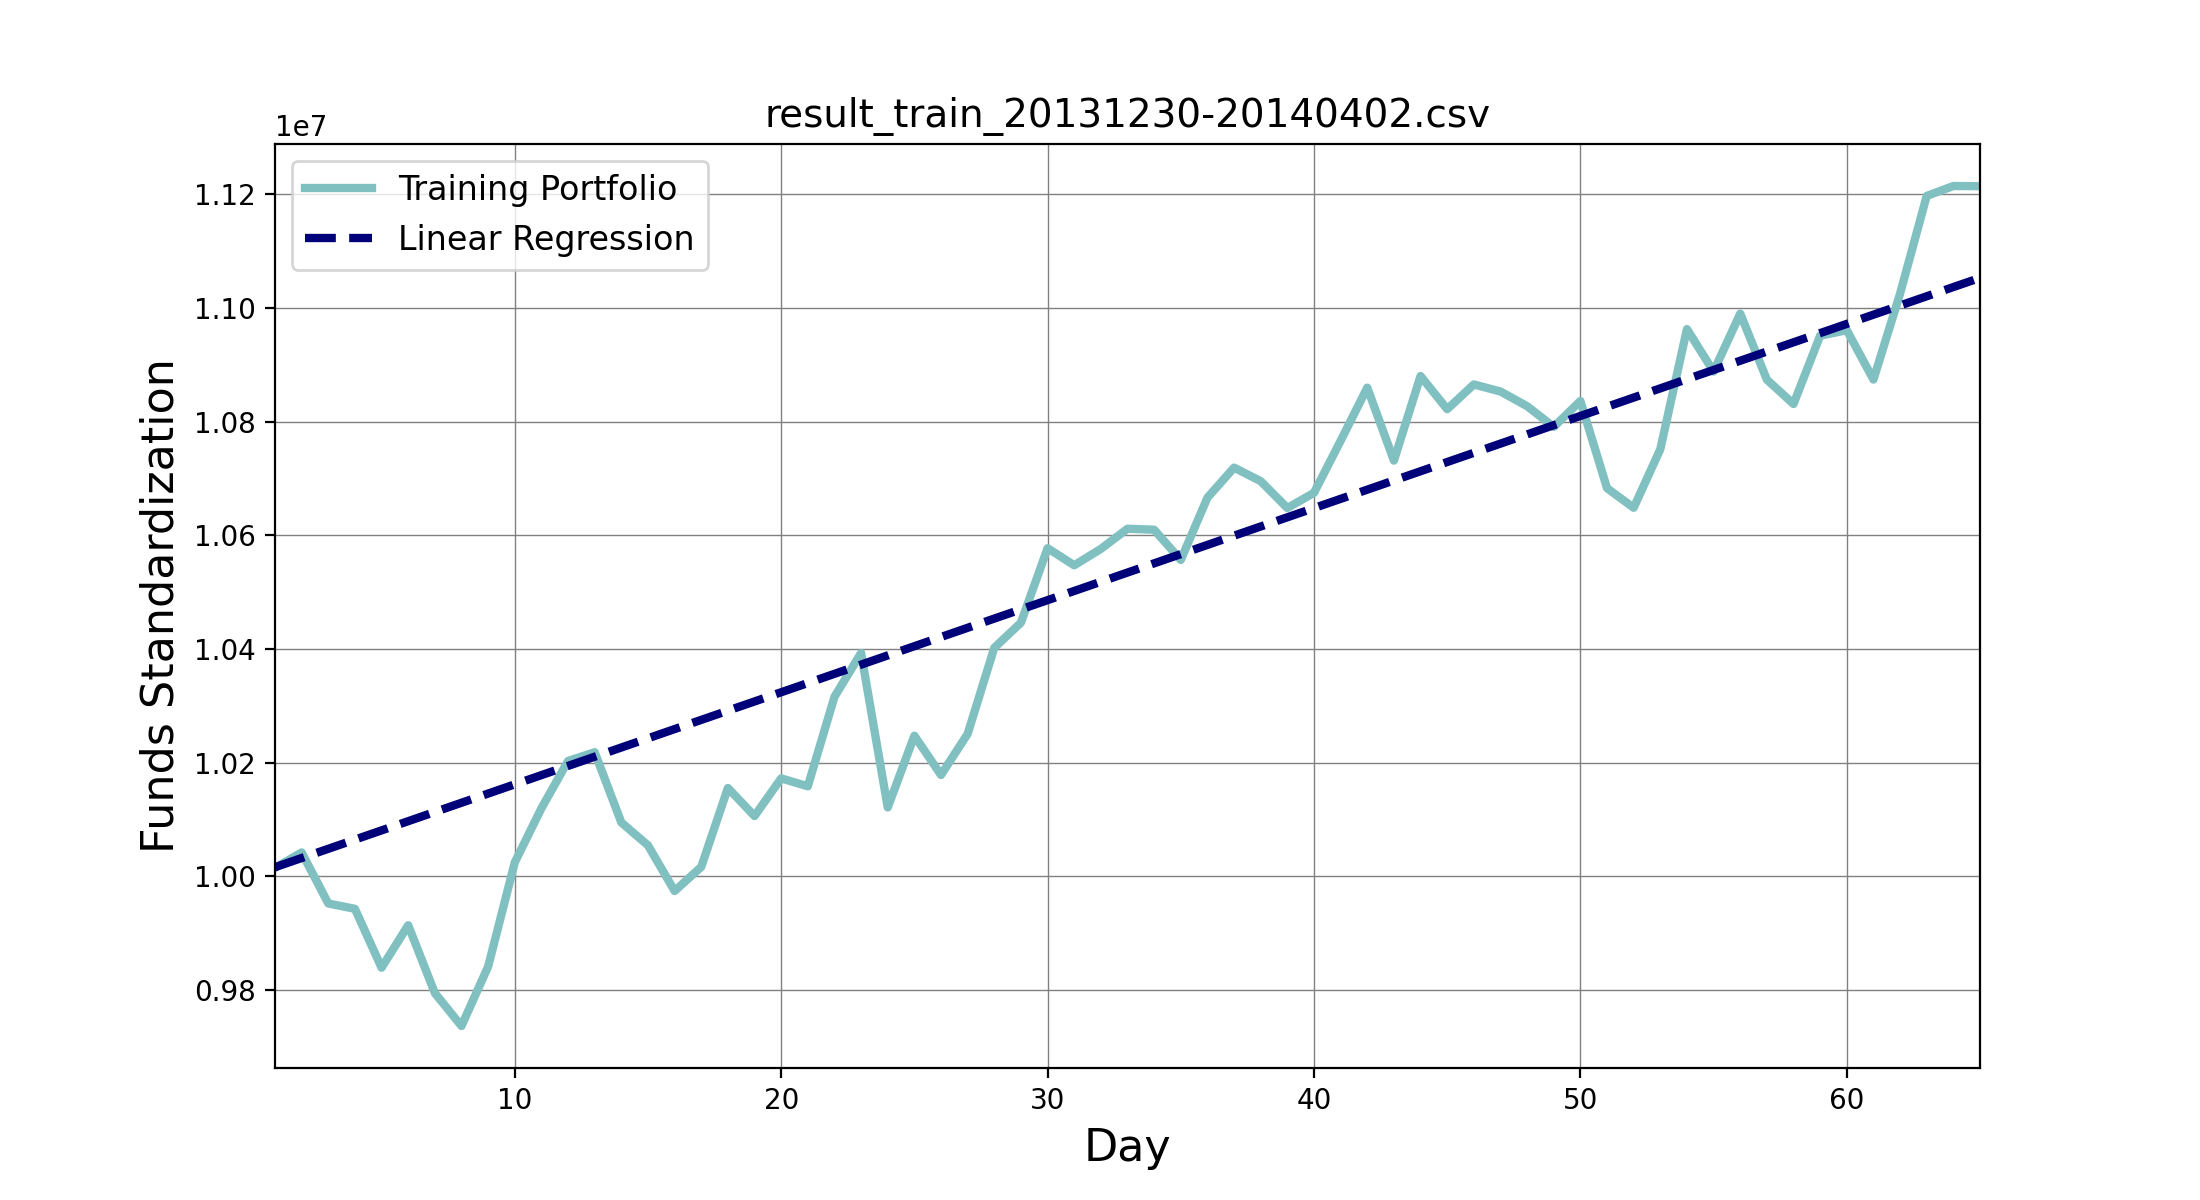 result_train_20131230-20140402.csv
1e7
Training Portfolio
Linear Regression
1.12
1.10
1.08
1.06
1.04
1.02
1.00
0.98
Funds Standardization
10 20 30 40 50 60
Day